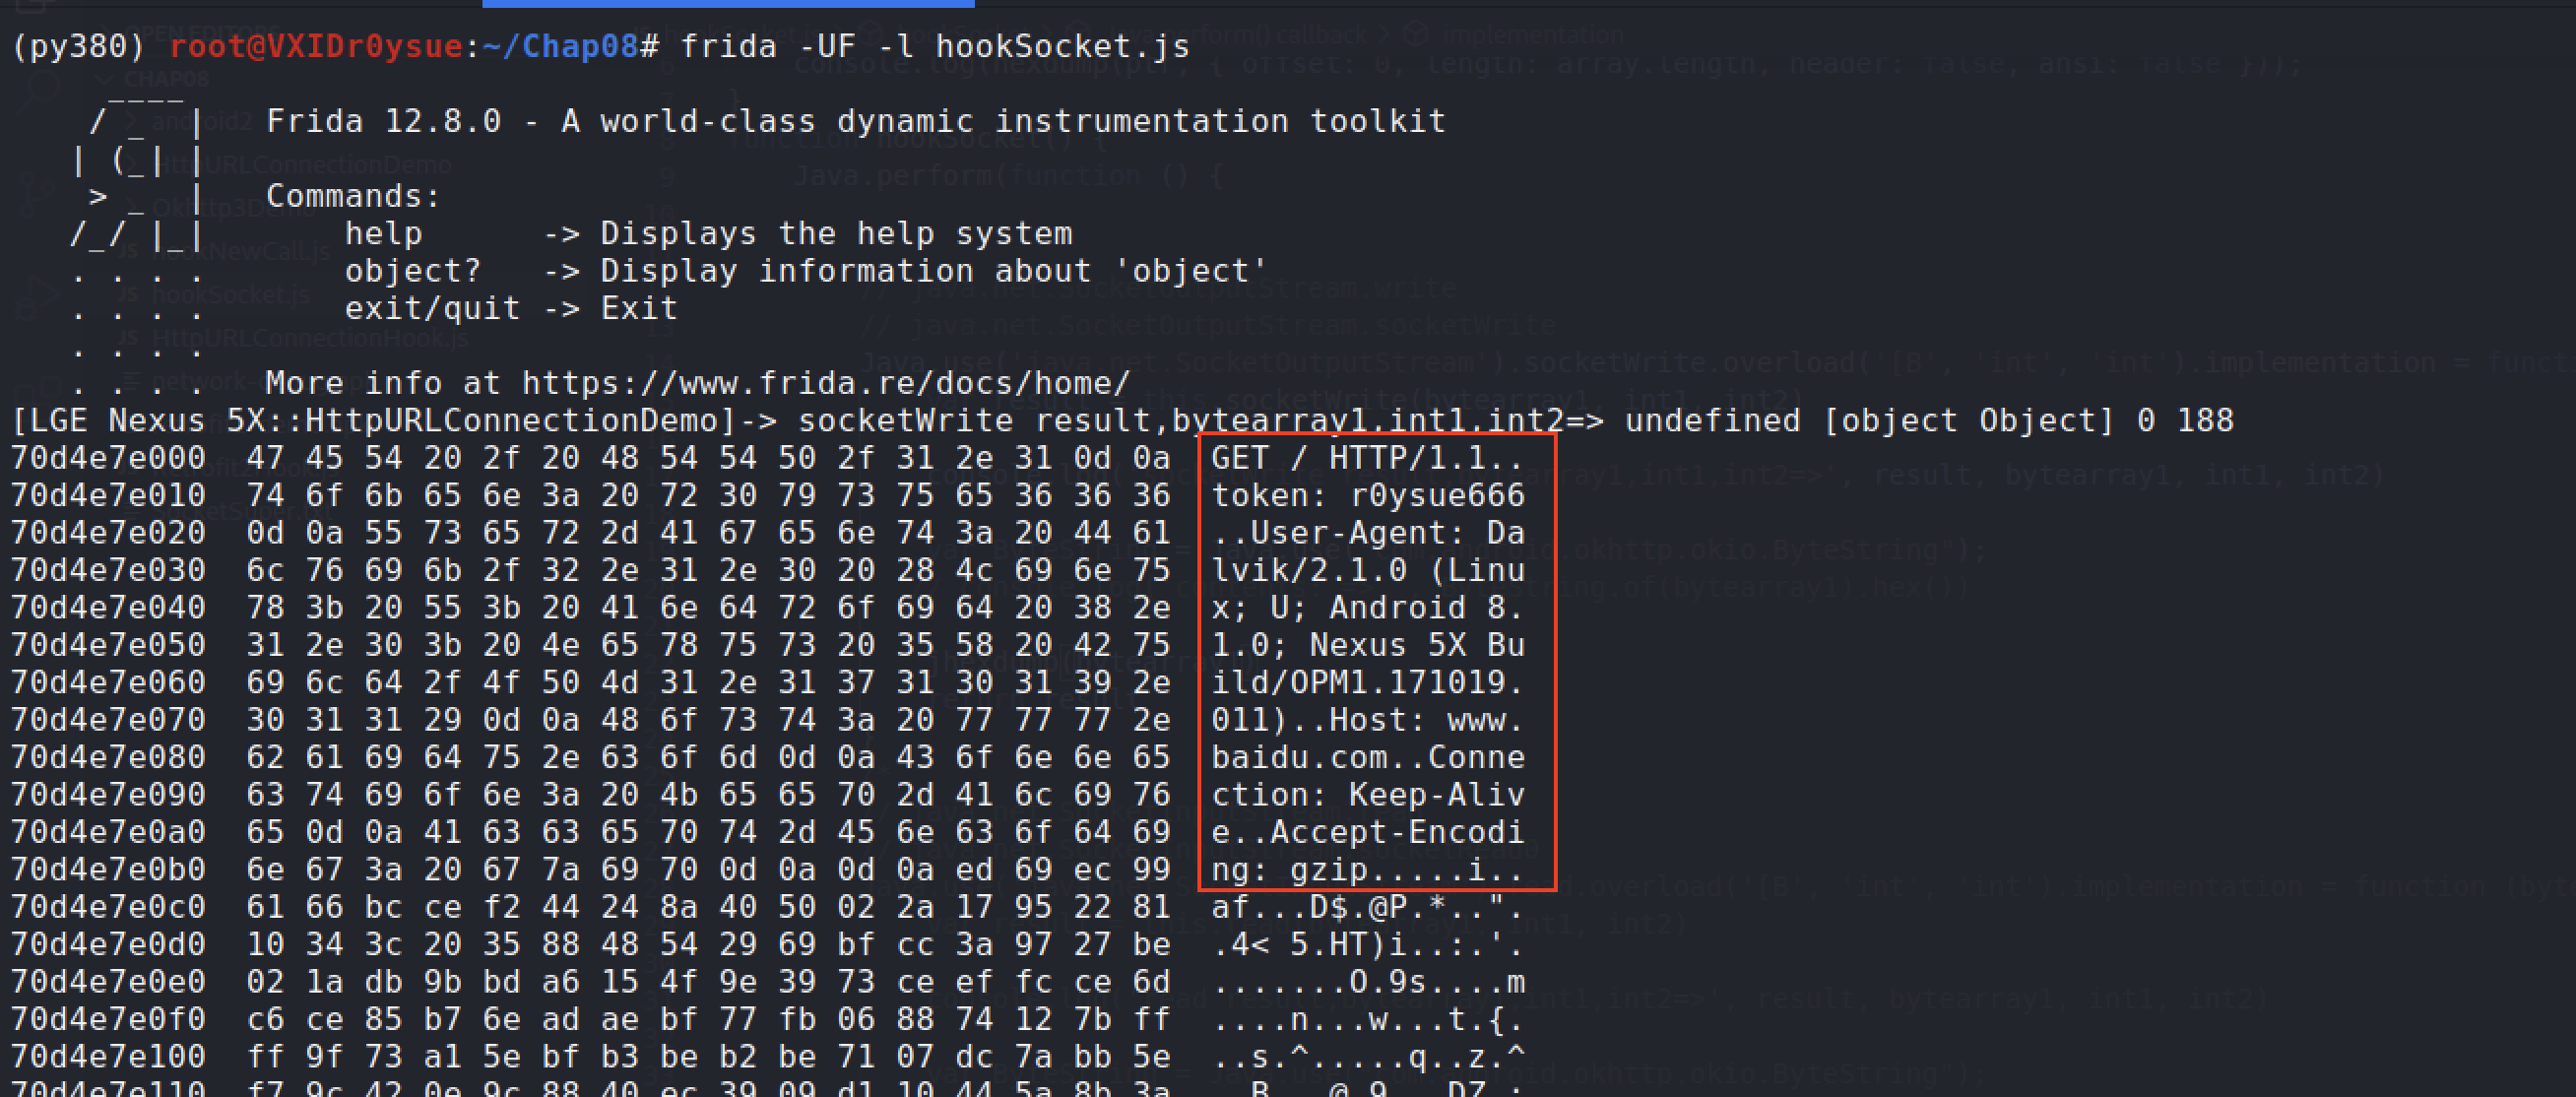 (py380) root@VXIDr0ysue:~/Chap08# frida -UF -l hookSocket.js
     ____
    / _  |   Frida 12.8.0 - A world-class dynamic instrumentation toolkit
   | (_| |
    > _  |   Commands:
   /_/ |_|       help      -> Displays the help system
   . . . .       object?   -> Display information about 'object'
   . . . .       exit/quit -> Exit
   . . . .
   . . . .   More info at https://www.frida.re/docs/home/
[LGE Nexus 5X::HttpURLConnectionDemo]-> socketWrite result,bytearray1,int1,int2=> undefined [object Object] 0 188
70d4e7e000  47 45 54 20 2f 20 48 54 54 50 2f 31 2e 31 0d 0a  GET / HTTP/1.1..
70d4e7e010  74 6f 6b 65 6e 3a 20 72 30 79 73 75 65 36 36 36  token: r0ysue666
70d4e7e020  0d 0a 55 73 65 72 2d 41 67 65 6e 74 3a 20 44 61  ..User-Agent: Da
70d4e7e030  6c 76 69 6b 2f 32 2e 31 2e 30 20 28 4c 69 6e 75  lvik/2.1.0 (Linu
70d4e7e040  78 3b 20 55 3b 20 41 6e 64 72 6f 69 64 20 38 2e  x; U; Android 8.
70d4e7e050  31 2e 30 3b 20 4e 65 78 75 73 20 35 58 20 42 75  1.0; Nexus 5X Bu
70d4e7e060  69 6c 64 2f 4f 50 4d 31 2e 31 37 31 30 31 39 2e  ild/OPM1.171019.
70d4e7e070  30 31 31 29 0d 0a 48 6f 73 74 3a 20 77 77 77 2e  011)..Host: www.
70d4e7e080  62 61 69 64 75 2e 63 6f 6d 0d 0a 43 6f 6e 6e 65  baidu.com..Conne
70d4e7e090  63 74 69 6f 6e 3a 20 4b 65 65 70 2d 41 6c 69 76  ction: Keep-Aliv
70d4e7e0a0  65 0d 0a 41 63 63 65 70 74 2d 45 6e 63 6f 64 69  e..Accept-Encodi
70d4e7e0b0  6e 67 3a 20 67 7a 69 70 0d 0a 0d 0a ed 69 ec 99  ng: gzip.....i..
70d4e7e0c0  61 66 bc ce f2 44 24 8a 40 50 02 2a 17 95 22 81  af...D$.@P.*..".
70d4e7e0d0  10 34 3c 20 35 88 48 54 29 69 bf cc 3a 97 27 be  .4< 5.HT)i..:.'.
70d4e7e0e0  02 1a db 9b bd a6 15 4f 9e 39 73 ce ef fc ce 6d  .......O.9s....m
70d4e7e0f0  c6 ce 85 b7 6e ad ae bf 77 fb 06 88 74 12 7b ff  ....n...w...t.{.
70d4e7e100  ff 9f 73 a1 5e bf b3 be b2 be 71 07 dc 7a bb 5e  ..s.^.....q..z.^
70d4e7e110  f7 9c 42 0e 9c 88 40 ec 39 09 d1 10 44 5a 8b 3a  ..B...@.9...DZ.: